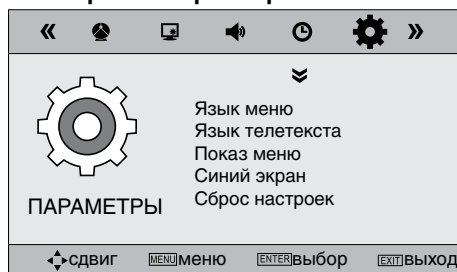 Язык меню
Язык телетекста
Показ меню
Синий экран
Сброс настроек
ПАРАМЕТРЫ
сдвиг MENU меню ENTER выбор EXIT выход